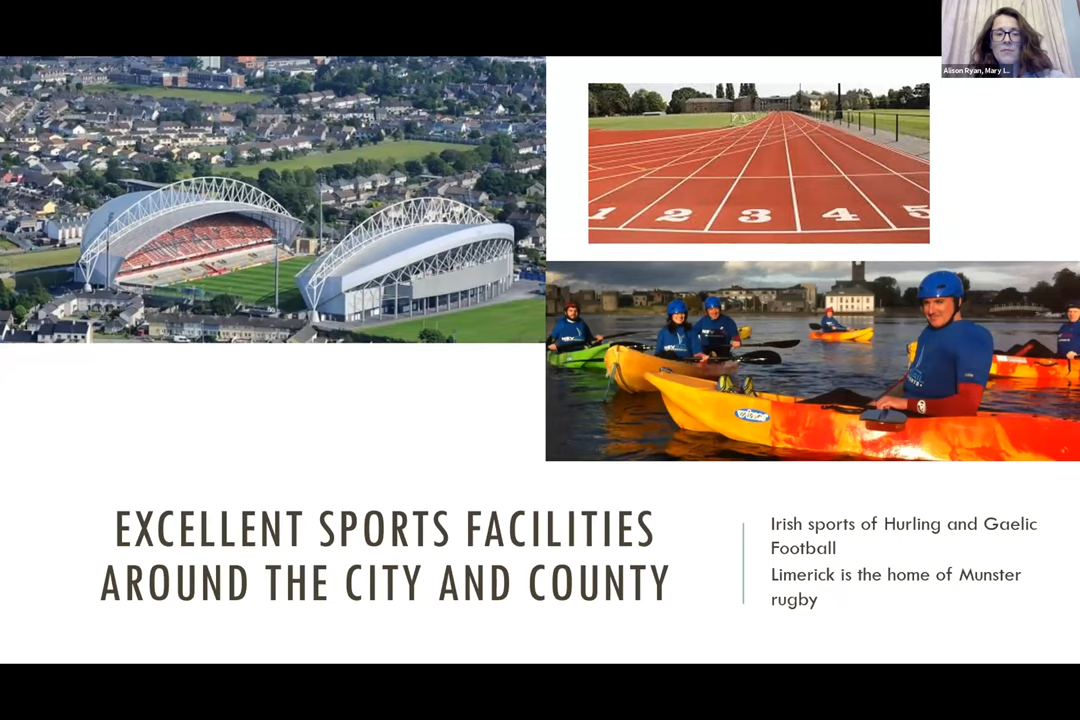 Alison Ryan, Mary L...
1 2 3 4 5
EXCELLENT SPORTS FACILITIES
AROUND THE CITY AND COUNTY
Irish sports of Hurling and Gaelic
Football
Limerick is the home of Munster
rugby